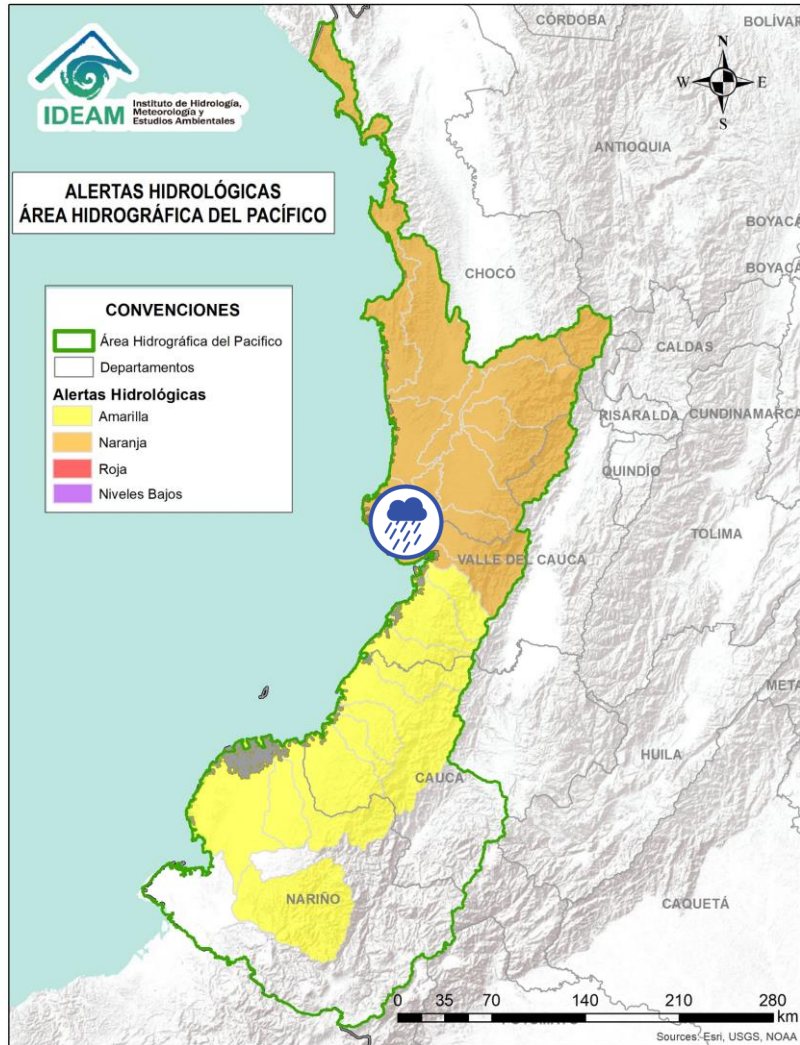 IDEAM
Instituto de Hidrología,
Meteorología y
Estudios Ambientales
CÓRDOBA
BOLÍVAR
N
W
E
S
ANTIOQUIA
ALERTAS HIDROLÓGICAS
ÁREA HIDROGRÁFICA DEL PACÍFICO
BOYACÁ
BOYACÁ
CHOCÓ
CONVENCIONES
Área Hidrográfica del Pacifico
Departamentos
Alertas Hidrológicas
Amarilla
Naranja
Roja
Niveles Bajos
CALDAS
RISARALDA
CUNDINAMARCA
QUINDÍO
TOLIMA
VALLE DEL CAUCA
META
HUILA
CAUCA
NARIÑO
CAQUETÁ
0 35 70 140 210 280
km
Sources: Esri, USGS, NOAA